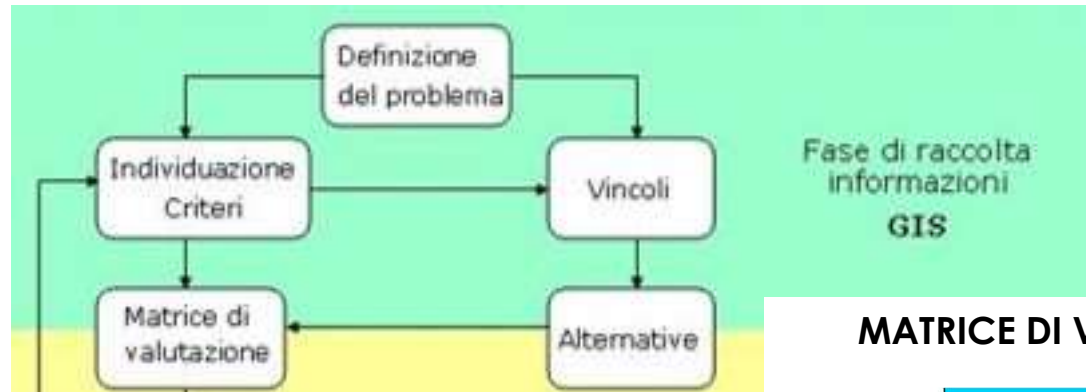 Definizione
del problema
Individuazione
Criteri
Vincoli
Fase di raccolta
informazioni
GIS
Matrice di
valutazione
Alternative
MATRICE DI